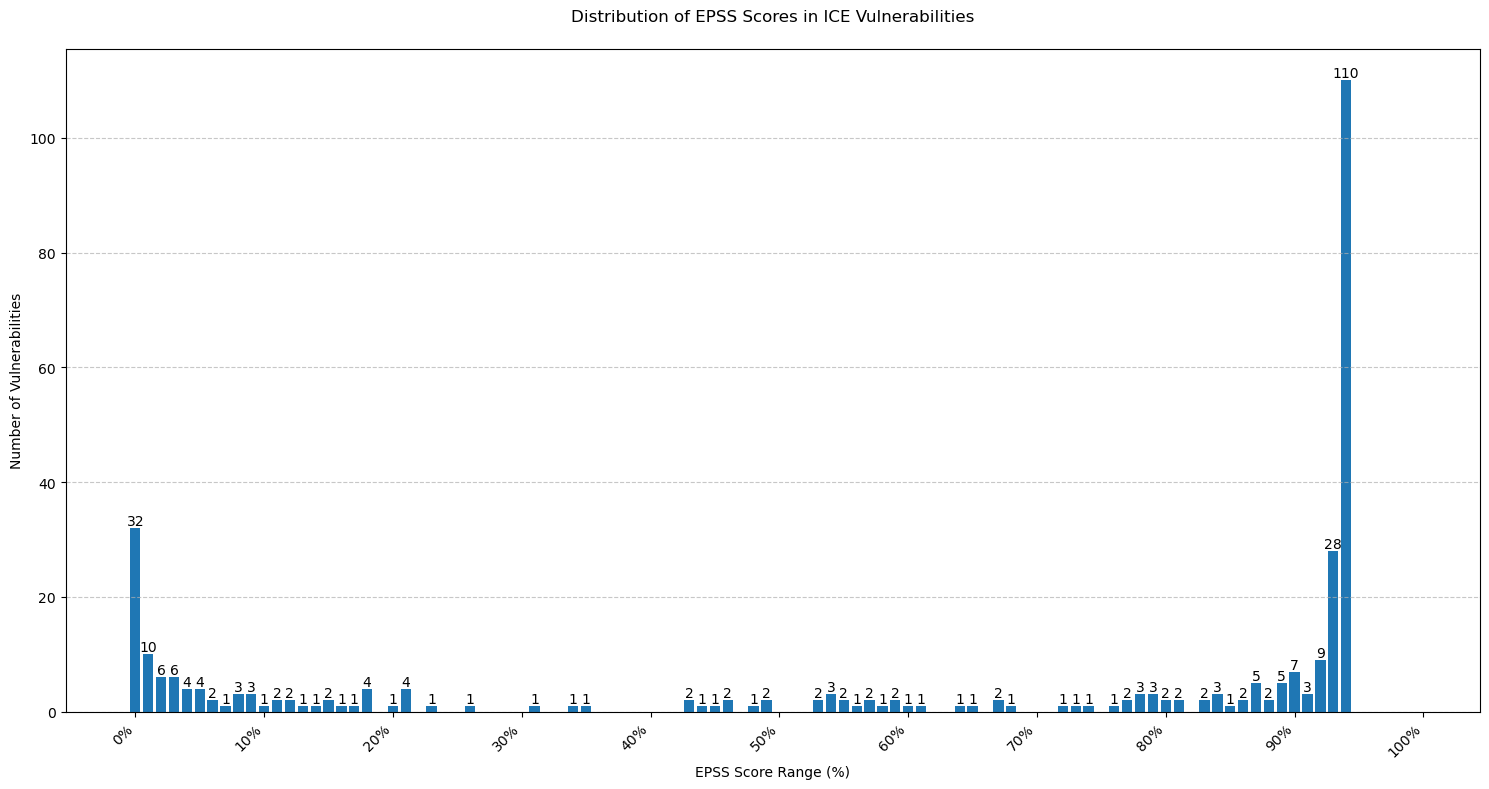 Distribution of EPSS Scores in ICE Vulnerabilities
110
100
80
60
40
20
0
Number of Vulnerabilities
32 10 6 6 4 4 2 1 3 3 1 2 2 1 1 2 1 1 4 1 4 1 1 1 1 1 2 1 1 2 1 2 2 3 2 1 2 1 2 1 1 1 1 2 1 1 1 1 1 2 3 3 2 2 2 3 1 2 5 2 5 7 3 9 28
0% 10% 20% 30% 40% 50% 60% 70% 80% 90% 100%
EPSS Score Range (%)